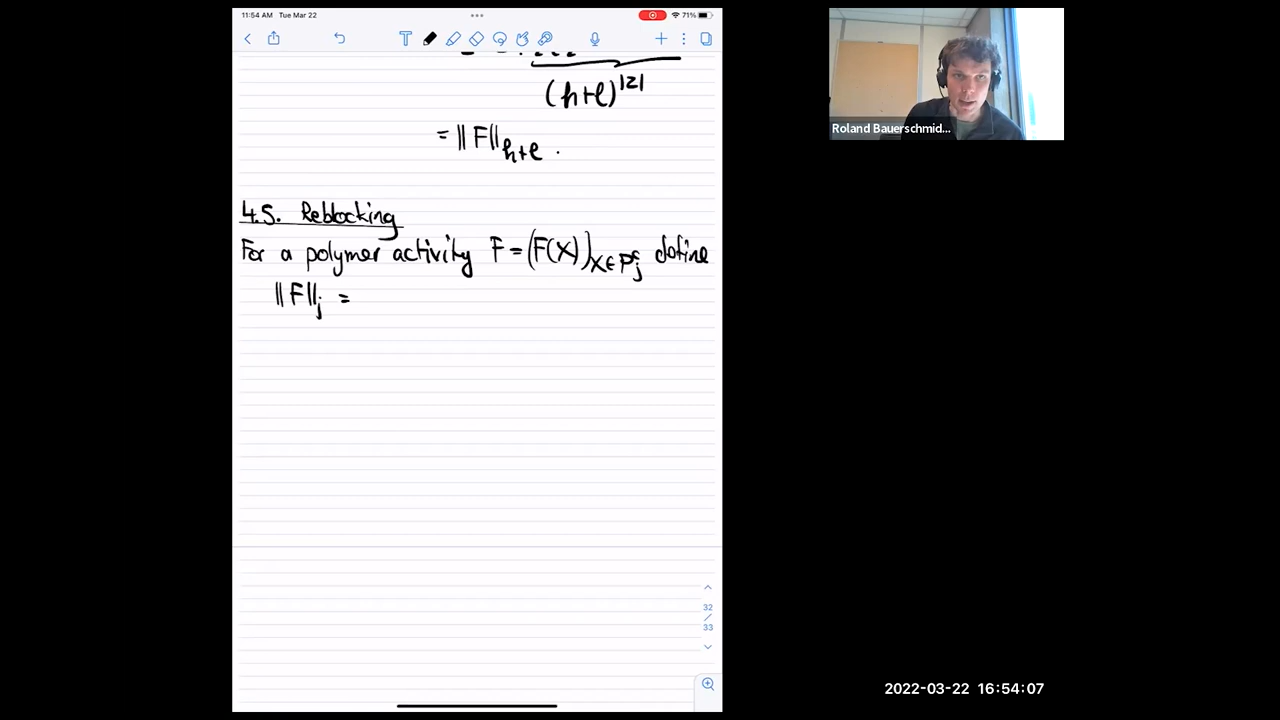 11:54 AM Tue Mar 22
71%
(h+ℓ)^|z|
= ‖F‖_{h+ℓ} .
4.5. Reblocking
For a polymer activity F = (F(X))_{X∈P^c_j} define
‖F‖_j =
32
33
Roland Bauerschmid...
2022-03-22 16:54:07